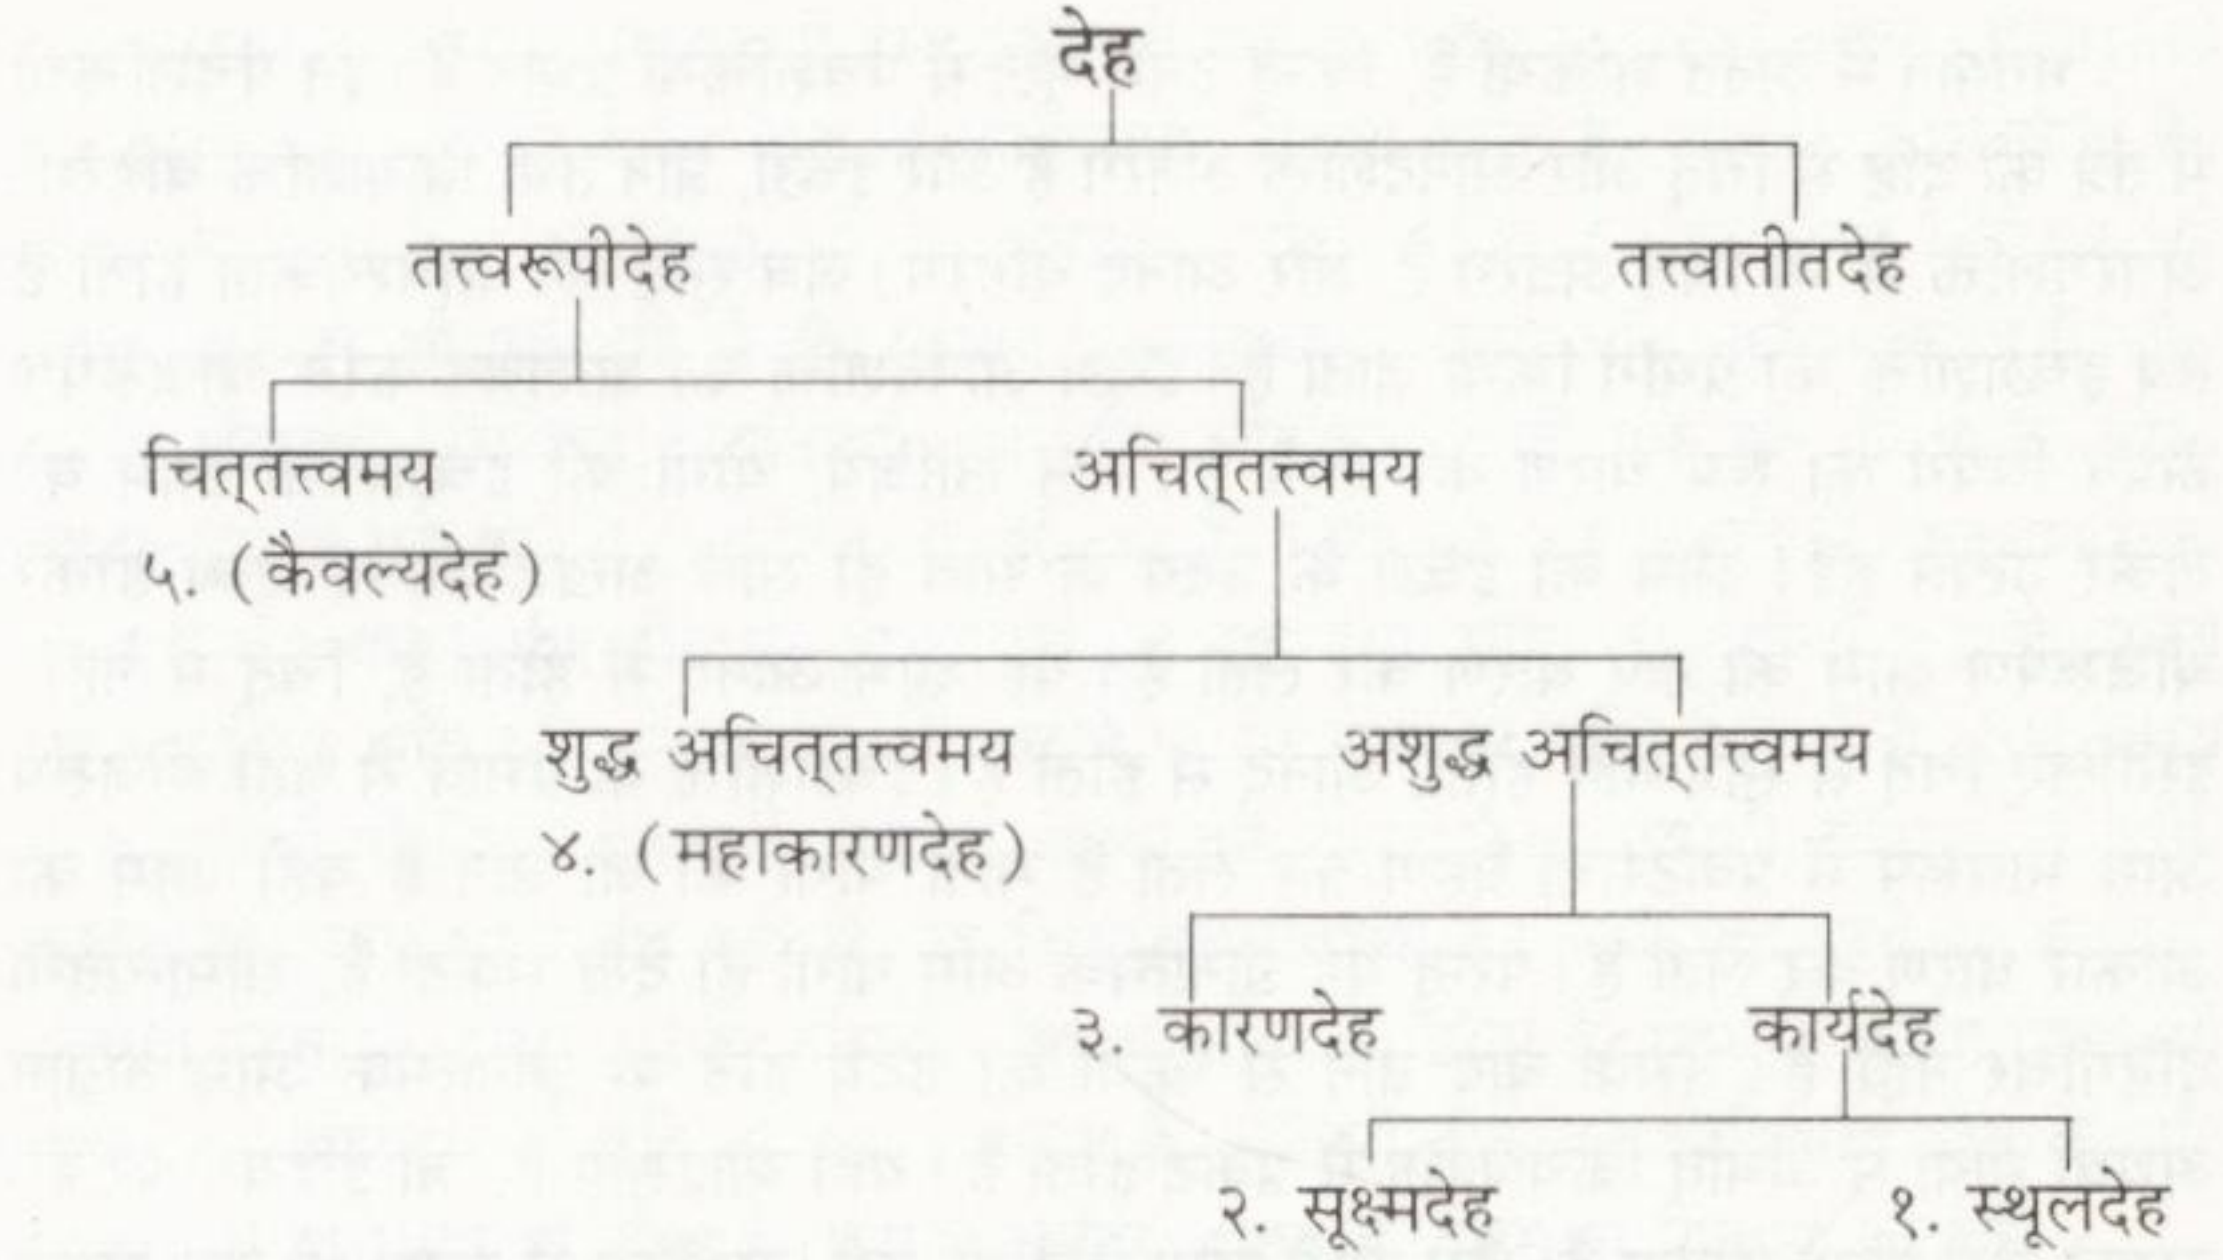 देह
तत्त्वरूपीदेह तत्त्वातीतदेह
चित्‌तत्त्वमय अचित्‌तत्त्वमय
५. (कैवल्यदेह)
शुद्ध अचित्‌तत्त्वमय अशुद्ध अचित्‌तत्त्वमय
४. (महाकारणदेह)
३. कारणदेह कार्यदेह
२. सूक्ष्मदेह १. स्थूलदेह